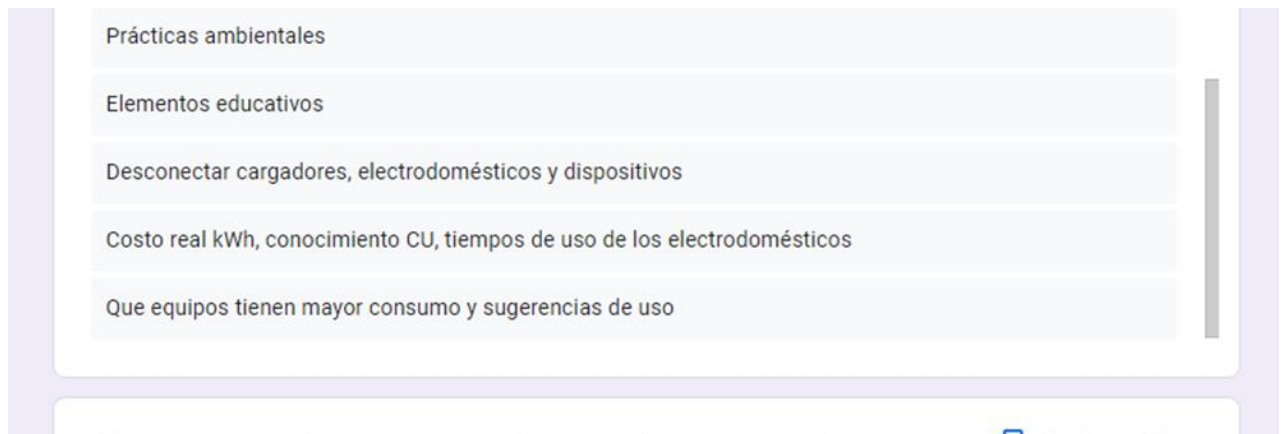 Prácticas ambientales
Elementos educativos
Desconectar cargadores, electrodomésticos y dispositivos
Costo real kWh, conocimiento CU, tiempos de uso de los electrodomésticos
Que equipos tienen mayor consumo y sugerencias de uso